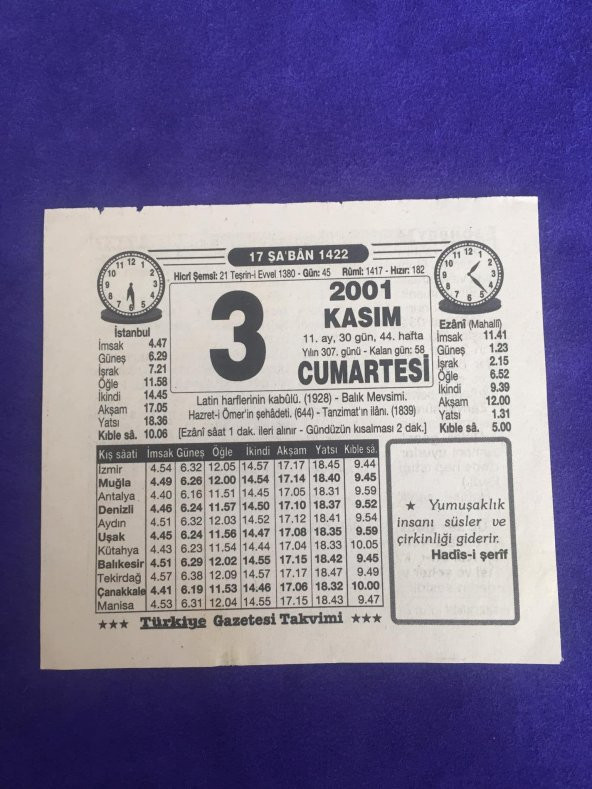 17 ŞA'BÂN 1422
Hicrî Şemsî: 21 Teşrin-i Evvel 1380 - Gün: 45 Rûmî: 1417 - Hızır: 182
3
2001
KASIM
11. ay, 30 gün, 44. hafta
Yılın 307. günü - Kalan gün: 58
CUMARTESİ
İstanbul
İmsak 4.47
Güneş 6.29
İşrak 7.21
Öğle 11.58
İkindi 14.45
Akşam 17.05
Yatsı 18.36
Kıble sâ. 10.06
Ezânî (Mahallî)
İmsak 11.41
Güneş 1.23
İşrak 2.15
Öğle 6.52
İkindi 9.39
Akşam 12.00
Yatsı 1.31
Kıble sâ. 5.00
Latin harflerinin kabûlü. (1928) - Balık Mevsimi.
Hazret-i Ömer'in şehâdeti. (644) - Tanzimat'ın ilânı. (1839)
[Ezânî sâat 1 dak. ileri alınır - Gündüzün kısalması 2 dak.]
Kış sâati İmsak Güneş Öğle İkindi Akşam Yatsı Kıble sâ.
İzmir 4.54 6.32 12.05 14.57 17.17 18.45 9.44
Muğla 4.49 6.26 12.00 14.54 17.14 18.40 9.45
Antalya 4.40 6.16 11.51 14.45 17.05 18.31 9.59
Denizli 4.46 6.24 11.57 14.50 17.10 18.37 9.52
Aydın 4.51 6.32 12.03 14.52 17.12 18.41 9.54
Uşak 4.45 6.24 11.56 14.47 17.08 18.35 9.59
Kütahya 4.43 6.23 11.54 14.44 17.04 18.33 10.05
Balıkesir 4.51 6.29 12.02 14.55 17.15 18.42 9.45
Tekirdağ 4.57 6.38 12.09 14.57 17.17 18.47 9.49
Çanakkale 4.41 6.19 11.53 14.46 17.06 18.32 10.00
Manisa 4.53 6.31 12.04 14.55 17.15 18.43 9.47
★★★ Türkiye Gazetesi Takvimi ★★★
★ Yumuşaklık
insanı süsler ve
çirkinliği giderir.
Hadîs-i şerîf